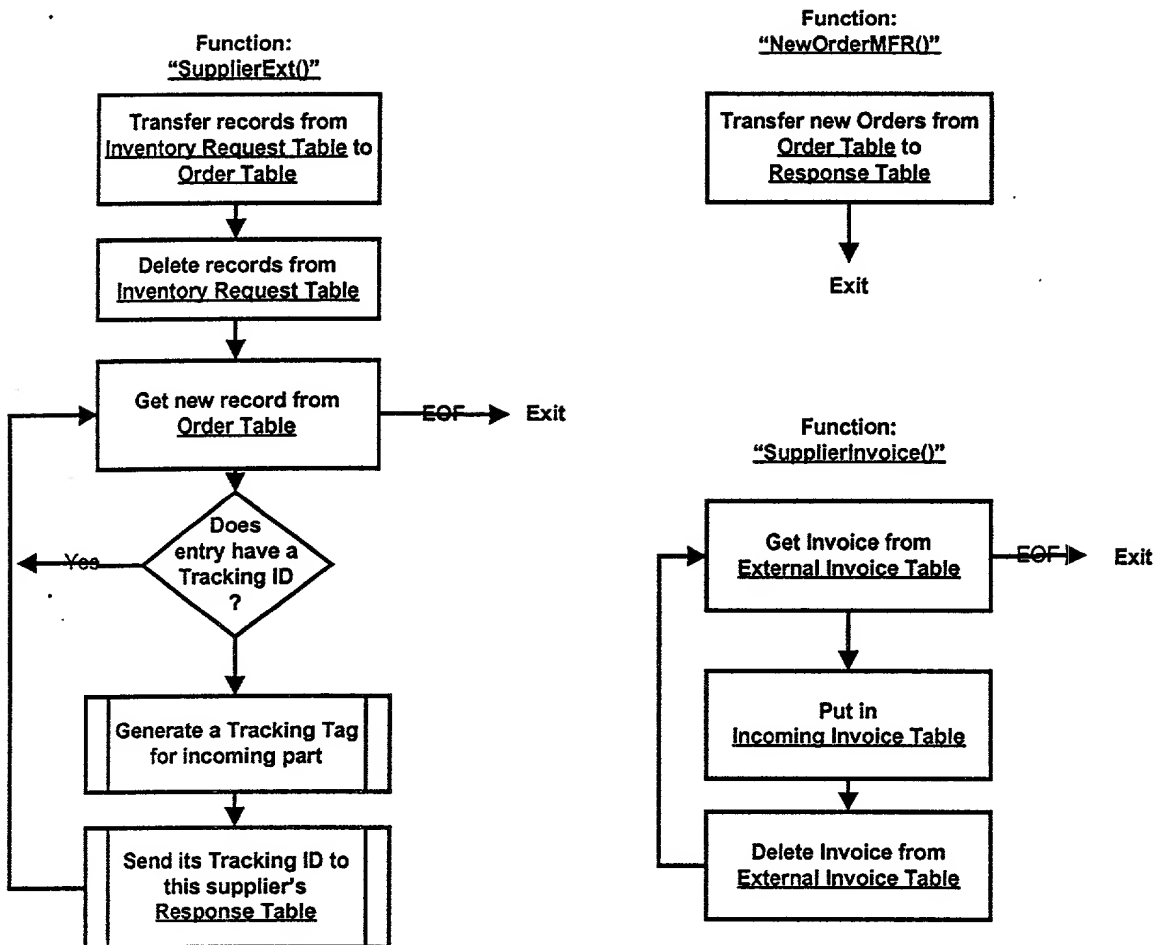 Function:
"SupplierExt()"
Transfer records from
Inventory Request Table to
Order Table
Delete records from
Inventory Request Table
Get new record from
Order Table
EOF
Exit
Does
entry have a
Tracking ID
?
Yes
Generate a Tracking Tag
for incoming part
Send its Tracking ID to
this supplier's
Response Table
Function:
"NewOrderMFR()"
Transfer new Orders from
Order Table to
Response Table
Exit
Function:
"SupplierInvoice()"
Get Invoice from
External Invoice Table
EOF
Exit
Put in
Incoming Invoice Table
Delete Invoice from
External Invoice Table